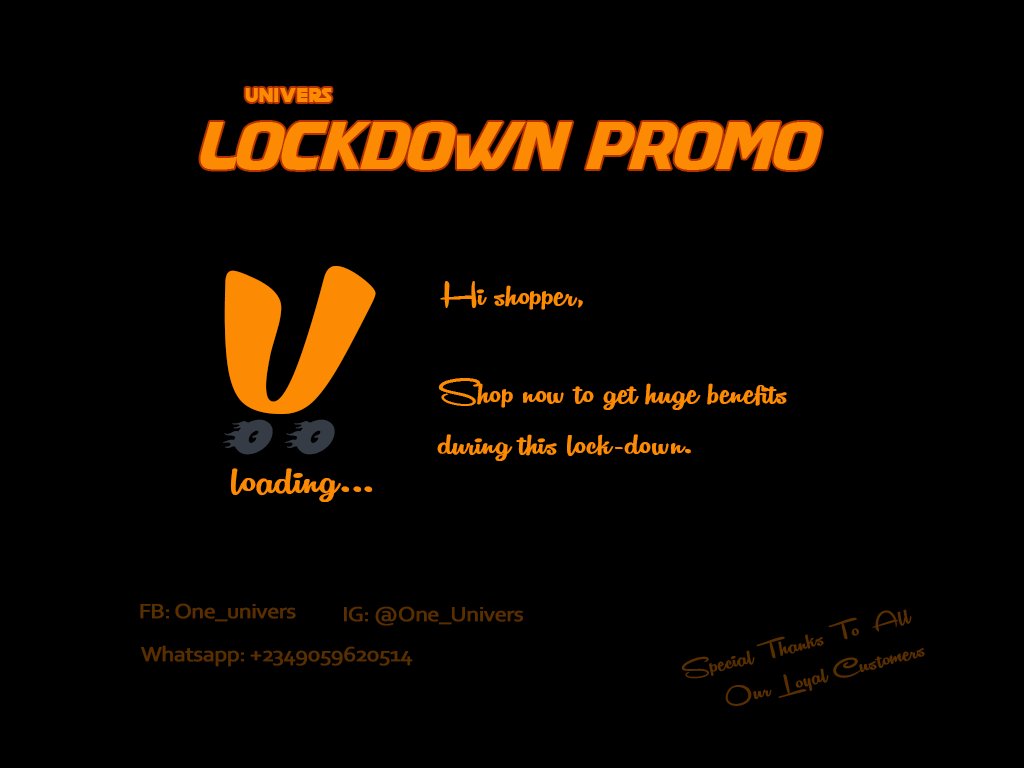 UNIVERS
LOCKDOWN PROMO
Hi shopper,
Shop now to get huge benefits
during this lock-down.
loading...
FB: One_univers
IG: @One_Univers
Whatsapp: +2349059620514
Special Thanks To All
Our Loyal Customers